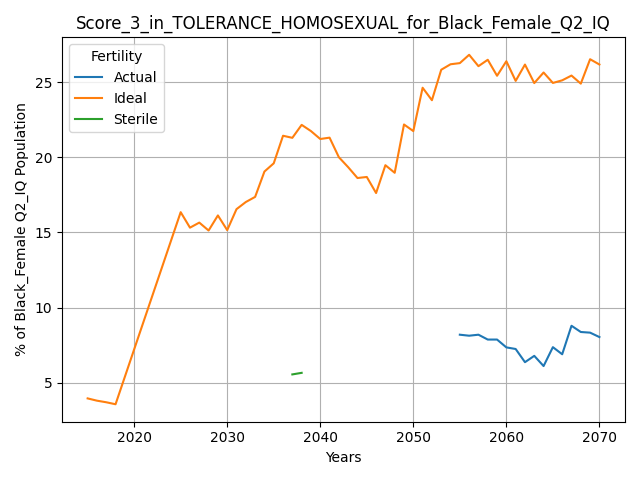 Score_3_in_TOLERANCE_HOMOSEXUAL_for_Black_Female_Q2_IQ
Fertility
Actual
Ideal
Sterile
% of Black_Female Q2_IQ Population
25
20
15
10
5
2020 2030 2040 2050 2060 2070
Years